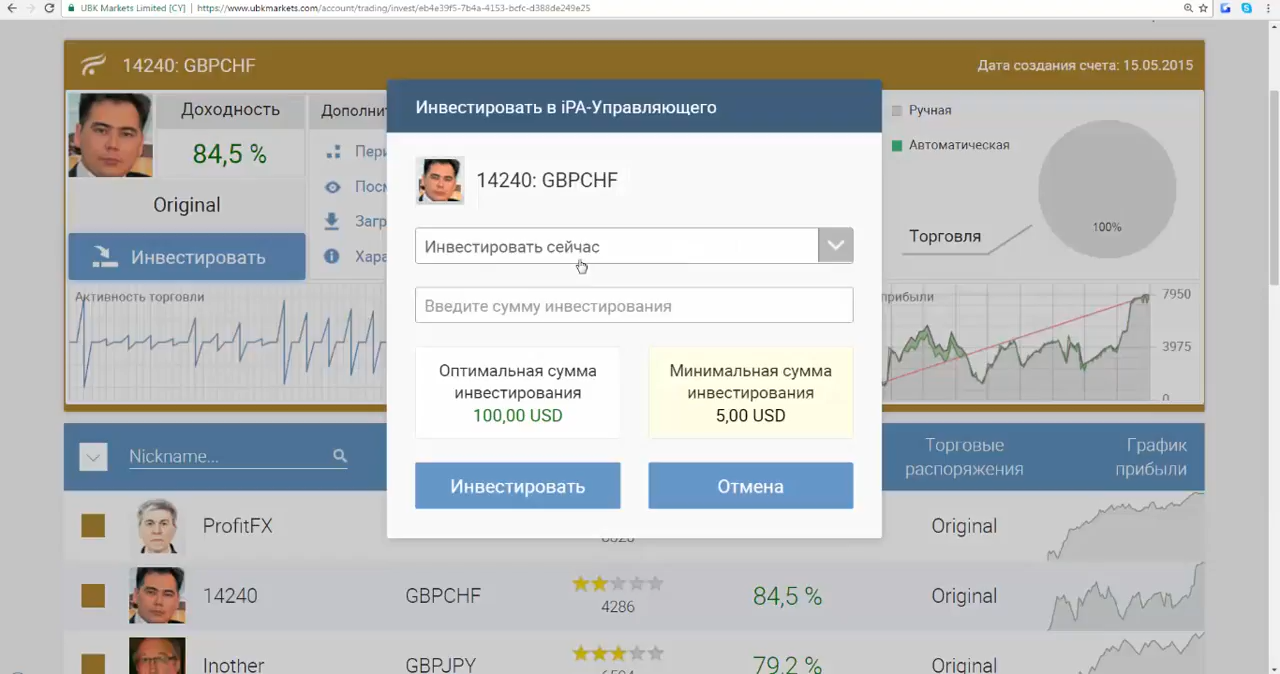 UBK Markets Limited [CY] https://www.ubkmarkets.com/account/trading/invest/eb4e39f5-7b4a-4153-bcfc-d388de249e25
14240: GBPCHF
Дата создания счета: 15.05.2015
Доходность
84,5 %
Original
Инвестировать
Активность торговли
Инвестировать в iPA-Управляющего
14240: GBPCHF
Инвестировать сейчас
Введите сумму инвестирования
Оптимальная сумма
инвестирования
100,00 USD
Минимальная сумма
инвестирования
5,00 USD
Инвестировать
Отмена
Ручная
Автоматическая
100%
Торговля
прибыли
7950
3975
0
Nickname...
Торговые
распоряжения
График
прибыли
ProfitFX
Original
14240
GBPCHF
4286
84,5 %
Original
Inother
GBPJPY
79,2 %
Original